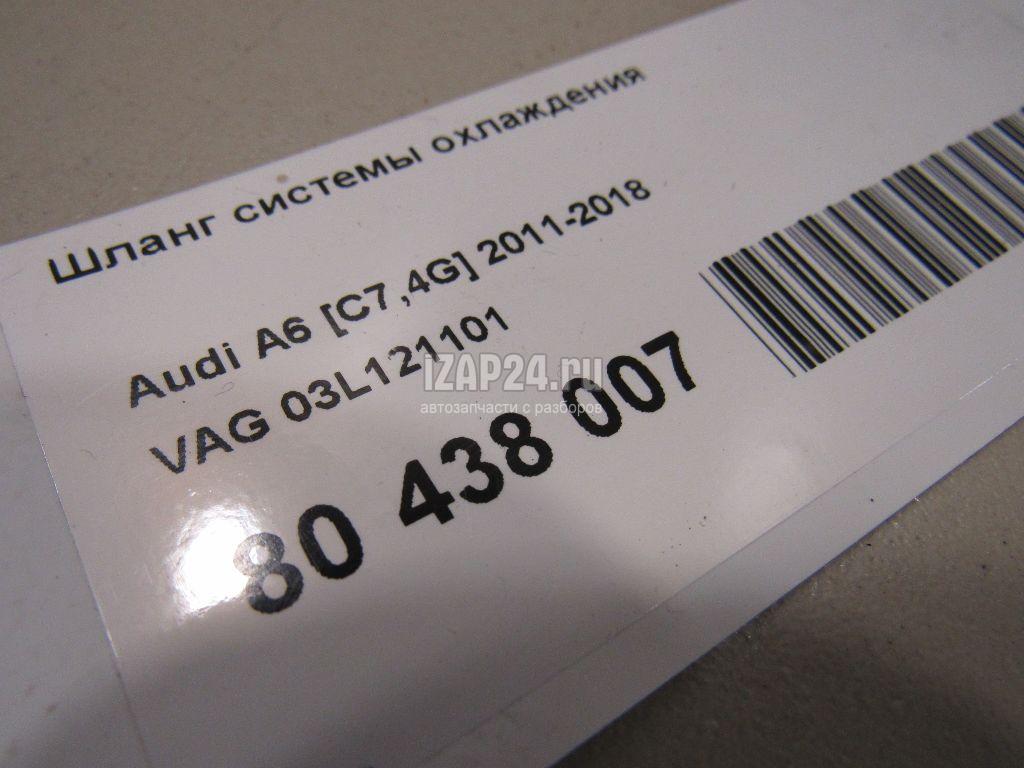 Шланг системы охлаждения
Audi A6 [C7,4G] 2011-2018
VAG 03L121101
80 438 007
iZAP24.ru
автозапчасти с разборов